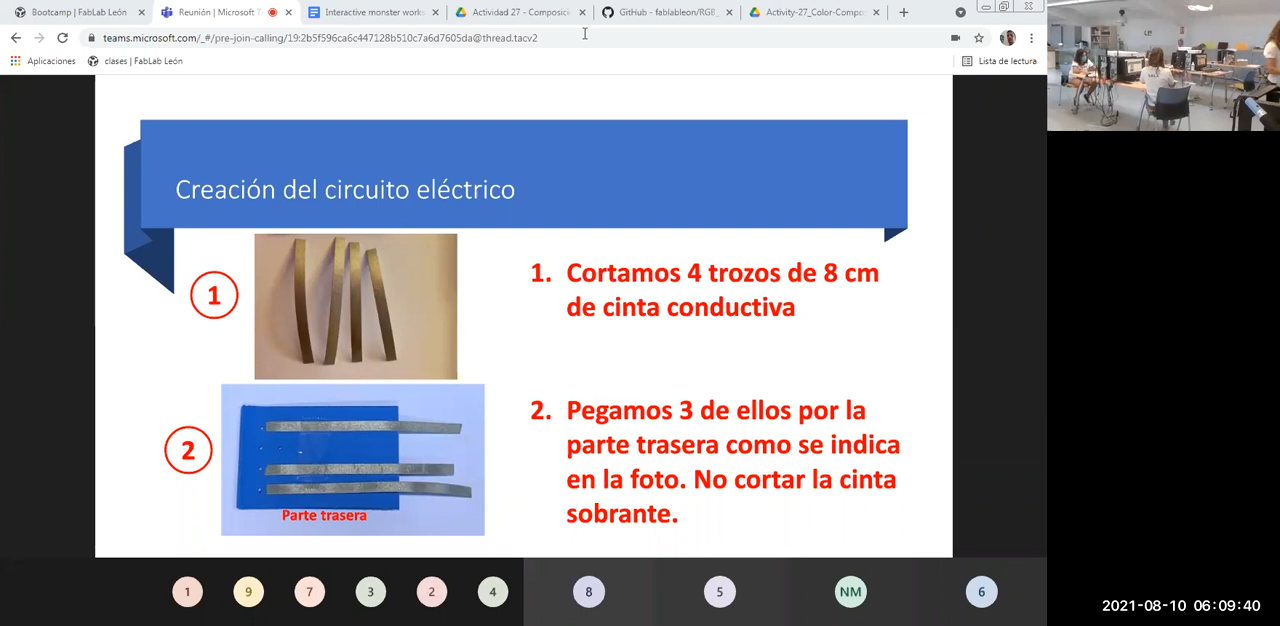 Bootcamp | FabLab León
Reunión | Microsoft T
Interactive monster works
Actividad 27 - Composici
GitHub - fablableon/RGB_
Activity-27_Color-Compo
teams.microsoft.com/_#/pre-join-calling/19:2b5f596ca6c447128b510c7a6d7605da@thread.tacv2
Aplicaciones
clases | FabLab León
Lista de lectura
Creación del circuito eléctrico
1
1. Cortamos 4 trozos de 8 cm
de cinta conductiva
2
2. Pegamos 3 de ellos por la
parte trasera como se indica
en la foto. No cortar la cinta
sobrante.
Parte trasera
1 9 7 3 2 4 8 5 NM 6
2021-08-10 06:09:40